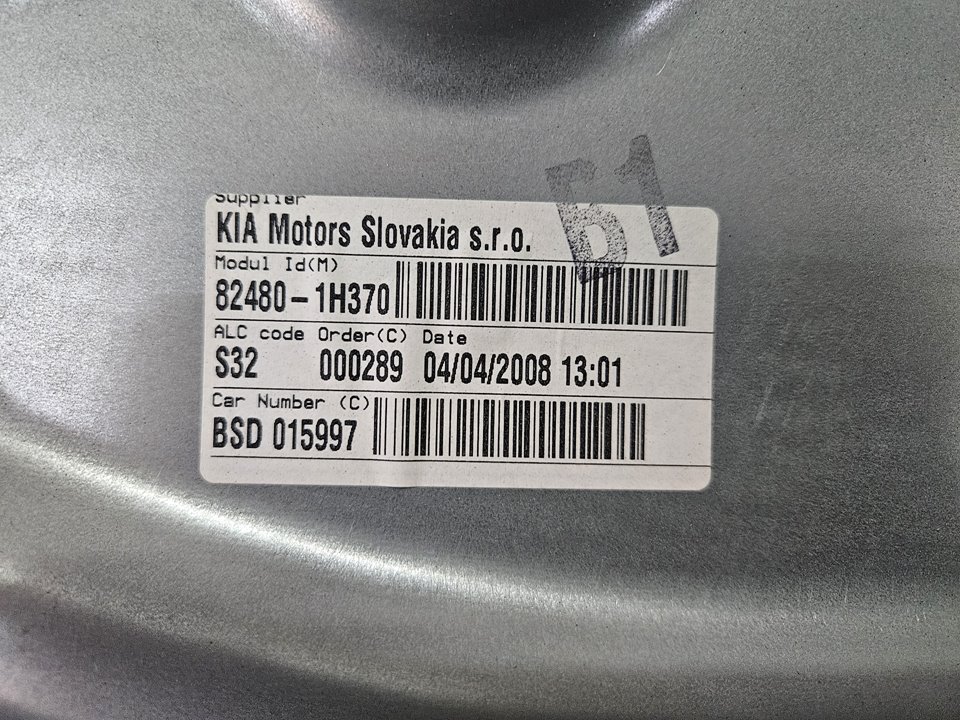 Supplier
KIA Motors Slovakia s.r.o.
Modul Id(M)
82480-1H370
ALC code Order(C) Date
S32 000289 04/04/2008 13:01
Car Number (C)
BSD 015997